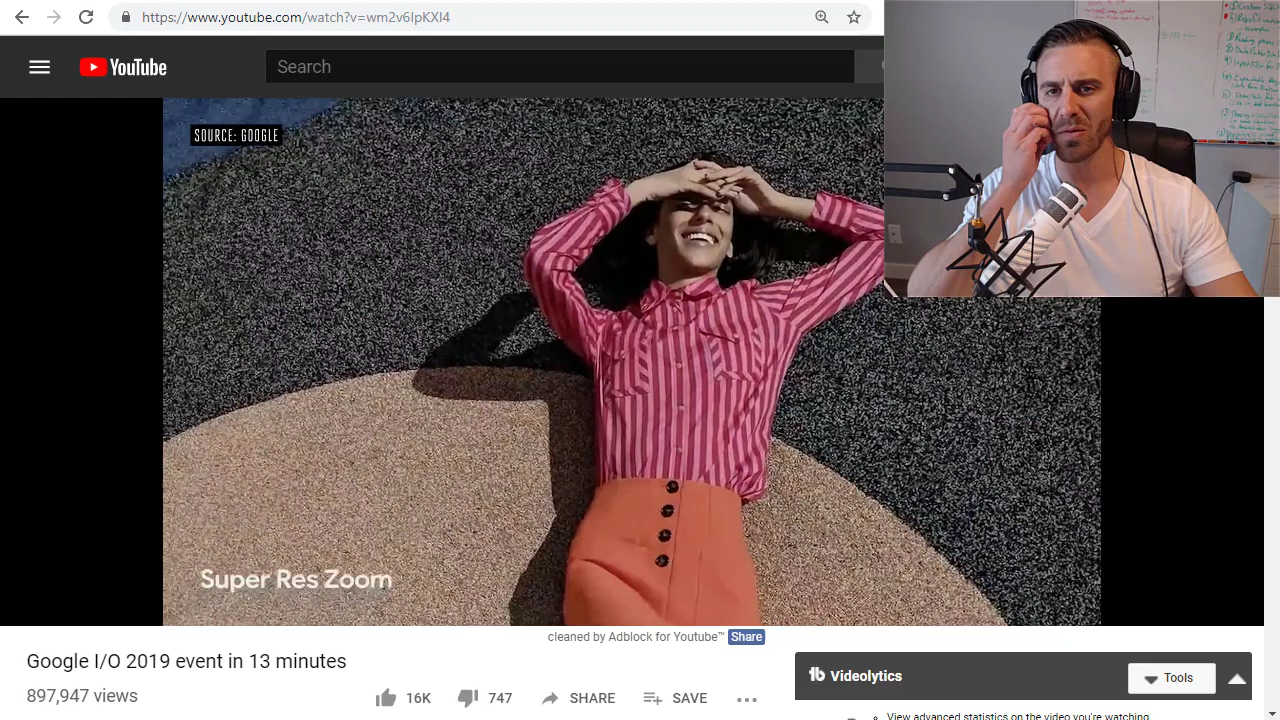 https://www.youtube.com/watch?v=wm2v6lpKXl4
YouTube
Search
SOURCE: GOOGLE
Super Res Zoom
cleaned by Adblock for Youtube™ Share
Google I/O 2019 event in 13 minutes
897,947 views
16K
747
SHARE
SAVE
Videolytics
Tools
View advanced statistics on the video you're watching